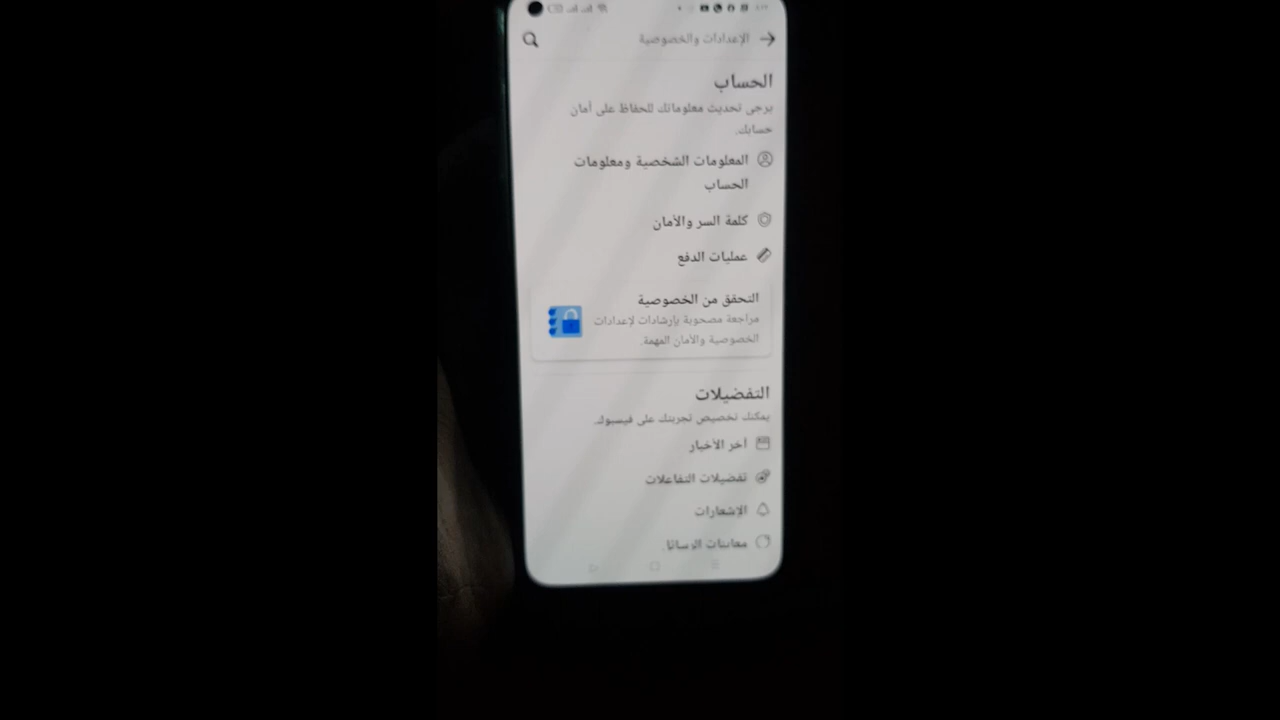 الإعدادات والخصوصية
الحساب
يرجى تحديث معلوماتك للحفاظ على أمان
حسابك.
المعلومات الشخصية ومعلومات
الحساب
كلمة السر والأمان
عمليات الدفع
التحقق من الخصوصية
مراجعة مصحوبة بإرشادات لإعدادات
الخصوصية والأمان المهمة.
التفضيلات
يمكنك تخصيص تجربتك على فيسبوك.
آخر الأخبار
تفضيلات التفاعلات
الإشعارات
معاينات